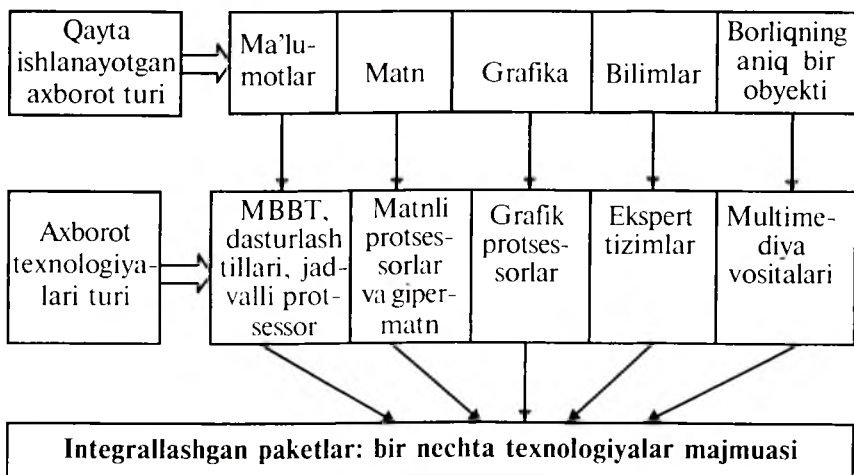 Qayta
ishlanayotgan
axborot turi
Ma'lu-
motlar
Matn
Grafika
Bilimlar
Borliqning
aniq bir
obyekti
Axborot
texnologiya-
lari turi
MBBT,
dasturlash
tillari, jad-
valli prot-
sessor
Matnli
protses-
sorlar
va giper-
matn
Grafik
protses-
sorlar
Ekspert
tizimlar
Multime-
diya
vositalari
Integrallashgan paketlar: bir nechta texnologiyalar majmuasi